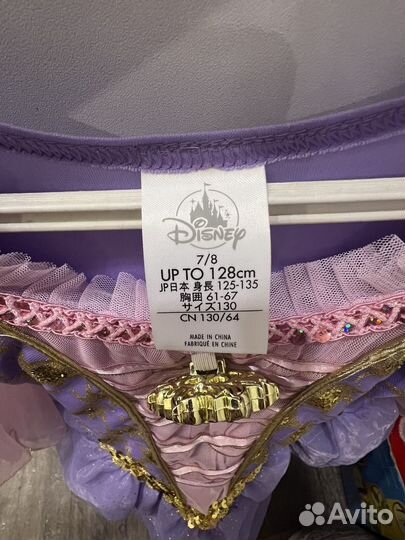 Disney
7/8
UP TO 128cm
JP日本 身長 125-135
胸囲 61-67
サイズ130
CN 130/64
MADE IN CHINA
FABRIQUÉ EN CHINE
Avito